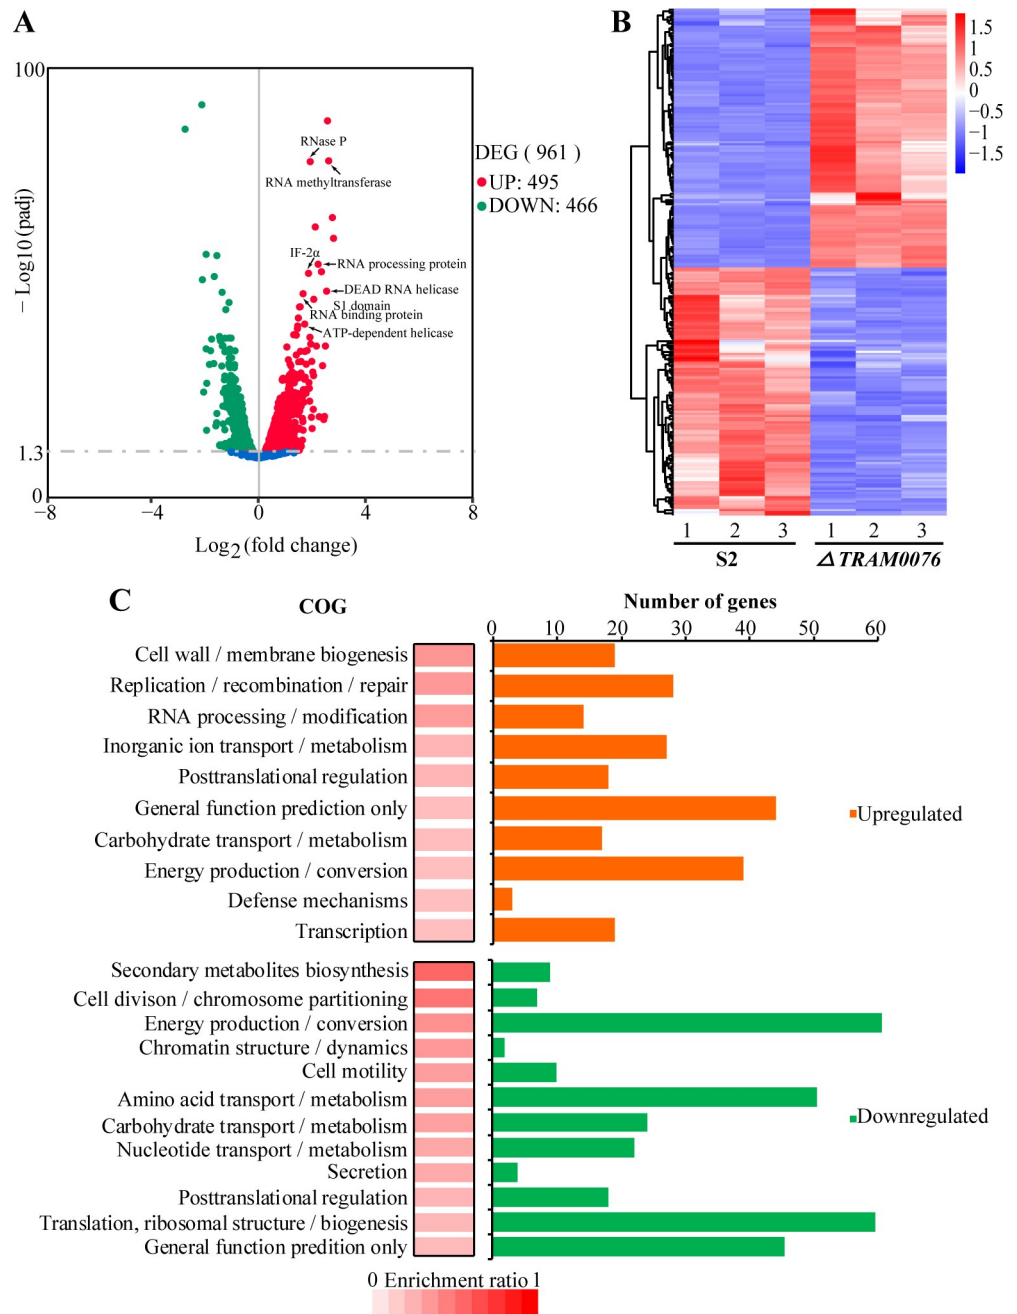 A
100
− Log10 (padj)
1.3
0
−8
−4
0
4
8
Log2 (fold change)
RNase P
RNA methyltransferase
IF-2α
RNA processing protein
DEAD RNA helicase
S1 domain
RNA binding protein
ATP-dependent helicase
DEG ( 961 )
UP: 495
DOWN: 466
B
1.5
1
0.5
0
−0.5
−1
−1.5
1 2 3 1 2 3
S2 △TRAM0076
C
COG
Number of genes
0 10 20 30 40 50 60
Cell wall / membrane biogenesis
Replication / recombination / repair
RNA processing / modification
Inorganic ion transport / metabolism
Posttranslational regulation
General function prediction only
Carbohydrate transport / metabolism
Energy production / conversion
Defense mechanisms
Transcription
Upregulated
Secondary metabolites biosynthesis
Cell divison / chromosome partitioning
Energy production / conversion
Chromatin structure / dynamics
Cell motility
Amino acid transport / metabolism
Carbohydrate transport / metabolism
Nucleotide transport / metabolism
Secretion
Posttranslational regulation
Translation, ribosomal structure / biogenesis
General function predition only
Downregulated
0 Enrichment ratio 1